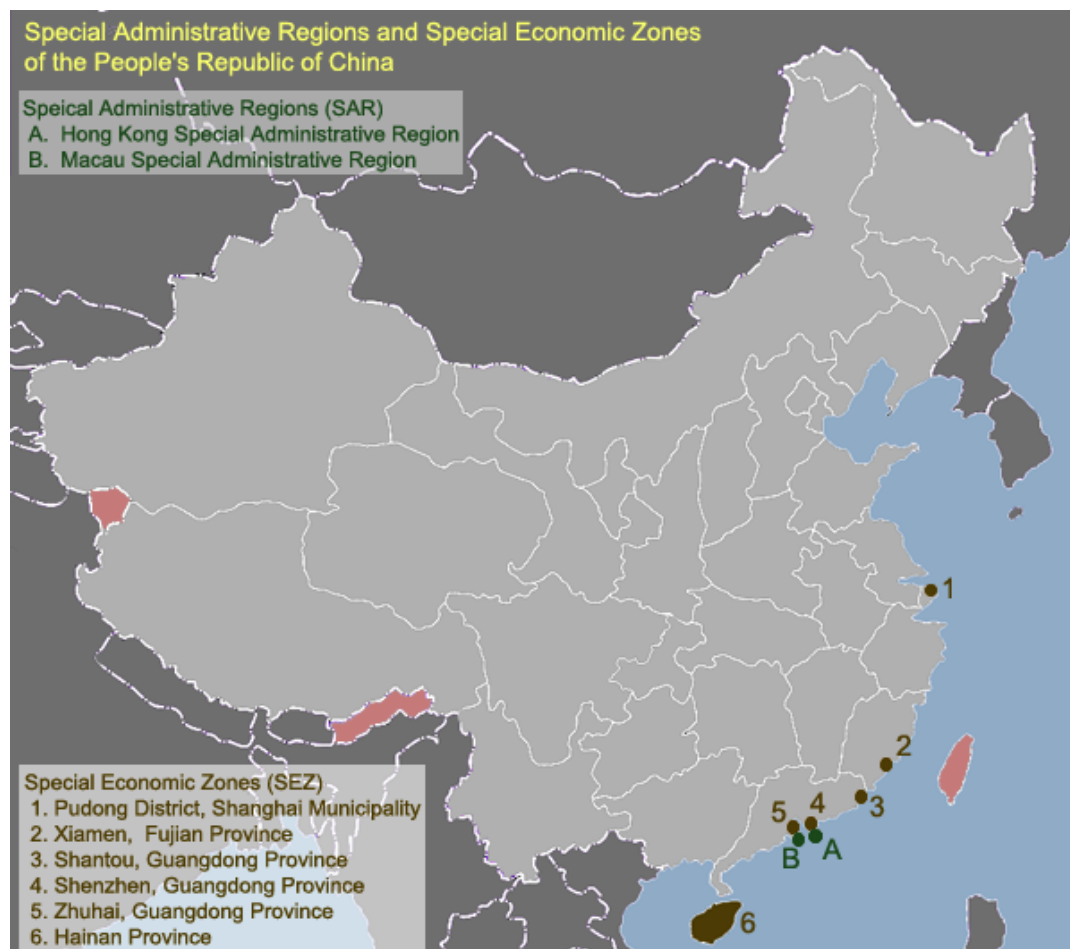 Special Administrative Regions and Special Economic Zones
of the People's Republic of China
Speical Administrative Regions (SAR)
A. Hong Kong Special Administrative Region
B. Macau Special Administrative Region
1
2
3
4
5
A
B
6
Special Economic Zones (SEZ)
1. Pudong District, Shanghai Municipality
2. Xiamen, Fujian Province
3. Shantou, Guangdong Province
4. Shenzhen, Guangdong Province
5. Zhuhai, Guangdong Province
6. Hainan Province